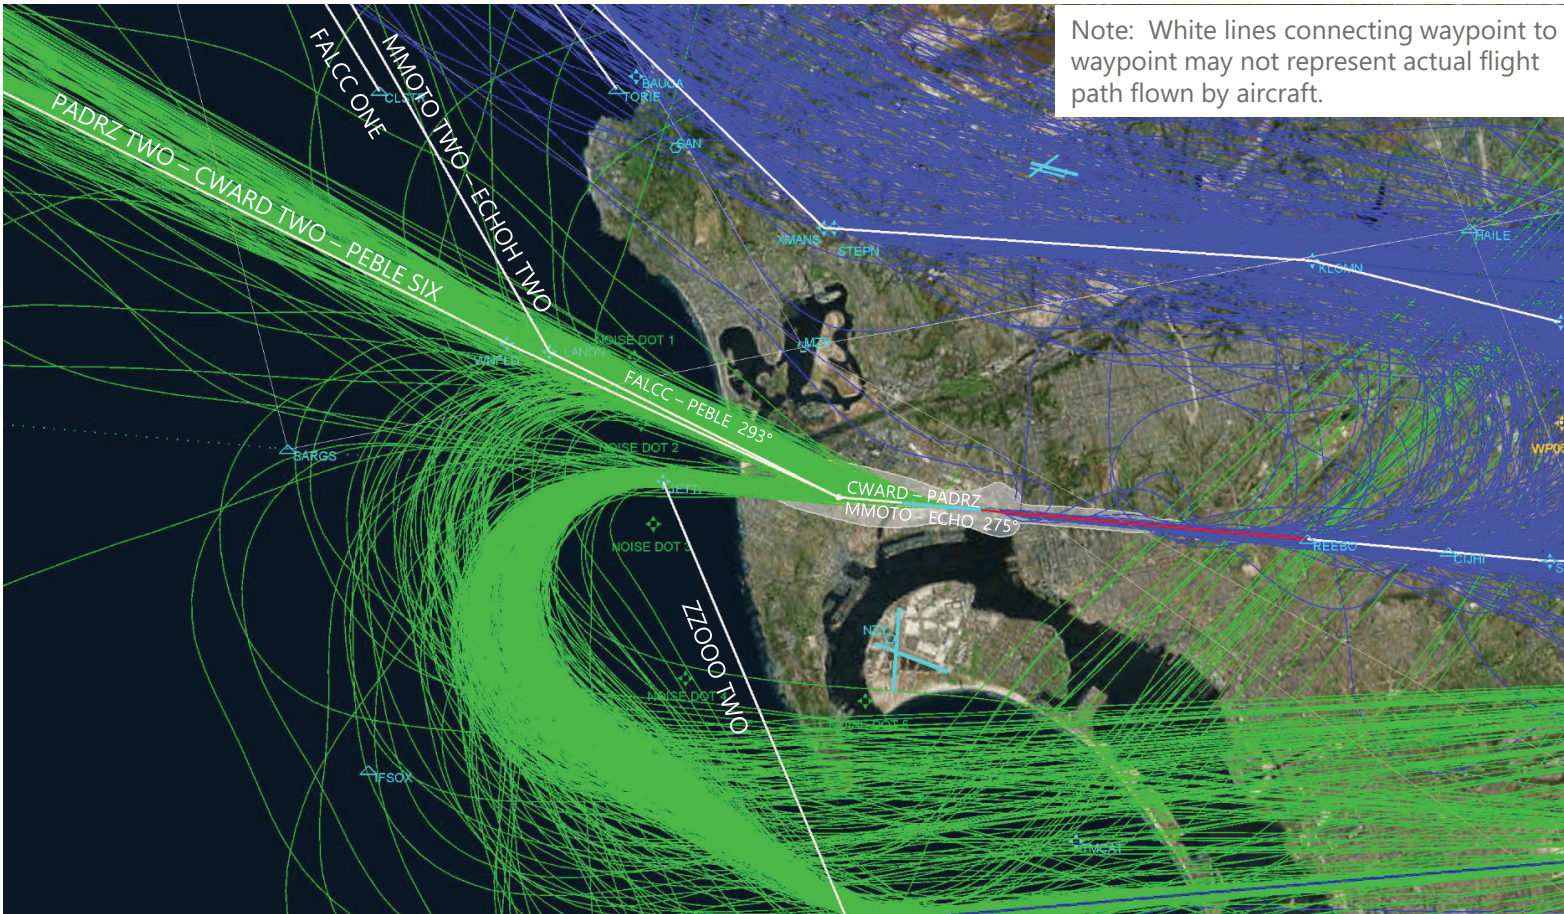 Note: White lines connecting waypoint to
waypoint may not represent actual flight
path flown by aircraft.
FALCC ONE
MMOTO TWO – ECHOH TWO
PADRZ TWO – CWARD TWO – PEBLE SIX
BAUCA
TORIE
SAN
XMANS
STEPN
HAILE
KLOMN
NOISE DOT 1
WNFLD
LANDN
MZB
FALCC – PEBLE 293°
NOISE DOT 2
SARGS
JETTI
CWARD – PADRZ
MMOTO - ECHO 275°
NOISE DOT 3
REEBO
CIJHI
ZZOOO TWO
NZY
NOISE DOT 4
IFSOX